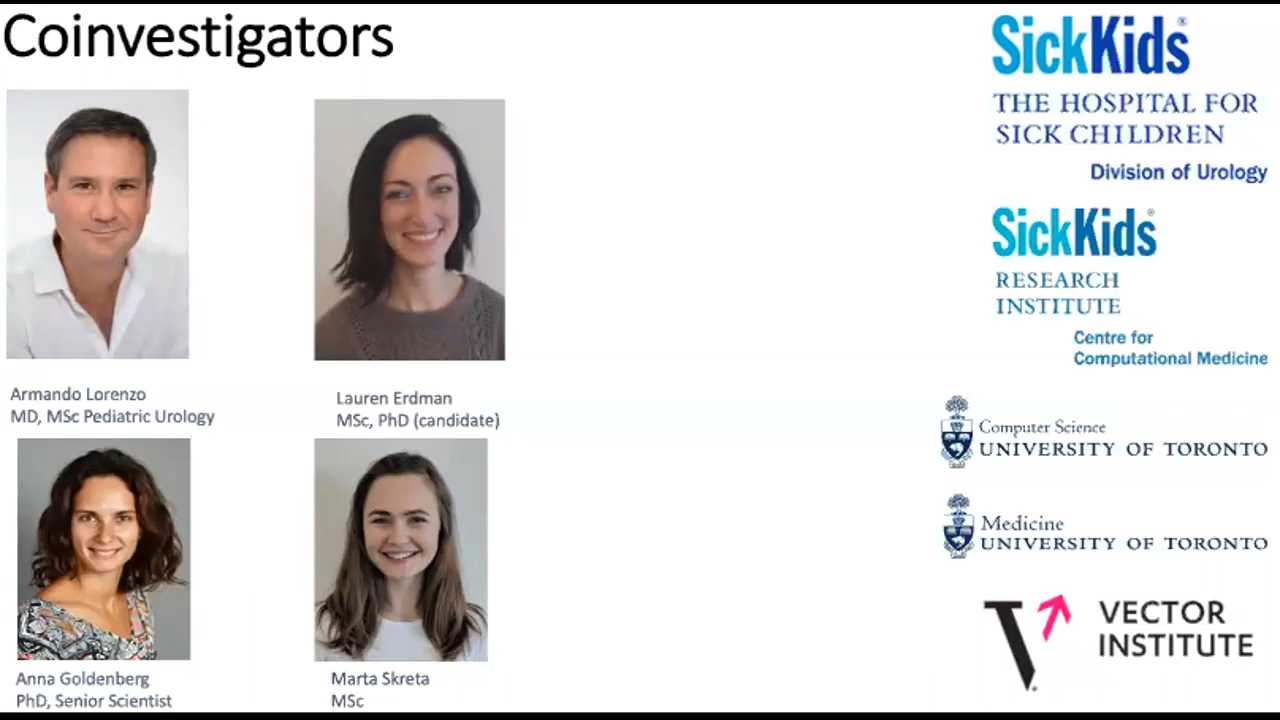 Coinvestigators
Armando Lorenzo
MD, MSc Pediatric Urology
Lauren Erdman
MSc, PhD (candidate)
Anna Goldenberg
PhD, Senior Scientist
Marta Skreta
MSc
SickKids®
THE HOSPITAL FOR
SICK CHILDREN
Division of Urology
SickKids®
RESEARCH
INSTITUTE
Centre for
Computational Medicine
Computer Science
UNIVERSITY OF TORONTO
Medicine
UNIVERSITY OF TORONTO
VECTOR
INSTITUTE